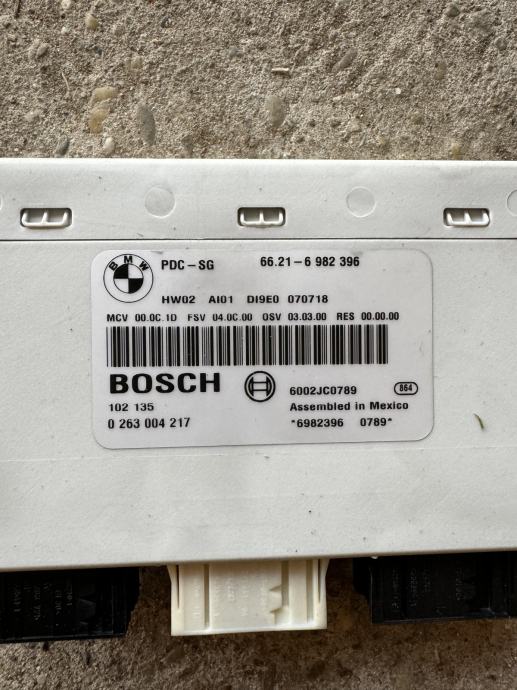 BMW
PDC-SG 66.21-6 982 396
HW02 AI01 DI9E0 070718
MCV 00.0C.1D FSV 04.0C.00 OSV 03.03.00 RES 00.00.00
BOSCH 6002JC0789 864
102 135 Assembled in Mexico
0 263 004 217 *6982396 0789*